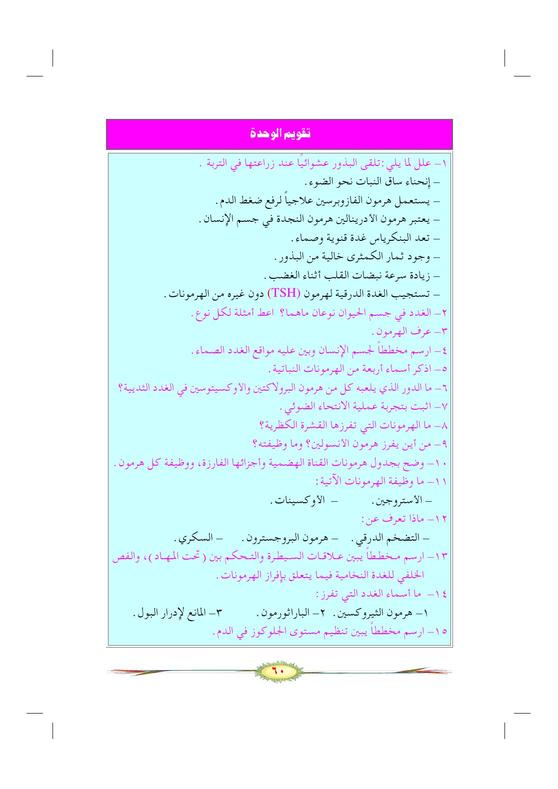 تقويم الوحدة
١– علل لما يلي : تلقى البذور عشوائياً عند زراعتها في التربة .
– إنحناء ساق النبات نحو الضوء .
– يستعمل هرمون الفازوبرسين علاجياً لرفع ضغط الدم .
– يعتبر هرمون الأدرينالين هرمون النجدة في جسم الإنسان .
– تعد البنكرياس غدة قنوية وصماء .
– وجود ثمار الكمثرى خالية من البذور .
– زيادة سرعة نبضات القلب أثناء الغضب .
– تستجيب الغدة الدرقية لهرمون (TSH) دون غيره من الهرمونات .
٢– الغدد في جسم الحيوان نوعان ماهما؟ اعط أمثلة لكل نوع .
٣– عرف الهرمون .
٤– ارسم مخططاً لجسم الإنسان وبين عليه مواقع الغدد الصماء .
٥– اذكر أسماء أربعة من الهرمونات النباتية .
٦– ما الدور الذي يلعبه كل من هرمون البرولاكتين والاوكسيتوسين في الغدد الثديية؟
٧– اثبت بتجربة عملية الانتحاء الضوئي .
٨– ما الهرمونات التي تفرزها القشرة الكظرية؟
٩– من أين يفرز هرمون الانسولين؟ وما وظيفته؟
١٠– وضح بجدول هرمونات القناة الهضمية وأجزائها الفارزة، ووظيفة كل هرمون .
١١– ما وظيفة الهرمونات الآتية :
– الاستروجين . – الأوكسينات .
١٢– ماذا تعرف عن :
– التضخم الدرقي . – هرمون البروجسترون . – السكري .
١٣– ارسم مخططاً يبين علاقات السيطرة والتحكم بين ( تحت المهاد ) ، والفص
الخلفي للغدة النخامية فيما يتعلق بإفراز الهرمونات .
١٤– ما أسماء الغدد التي تفرز :
١– هرمون الثيروكسين . ٢– الباراثورمون . ٣– المانع لإدرار البول .
١٥– ارسم مخططاً يبين تنظيم مستوى الجلوكوز في الدم .
٦٠